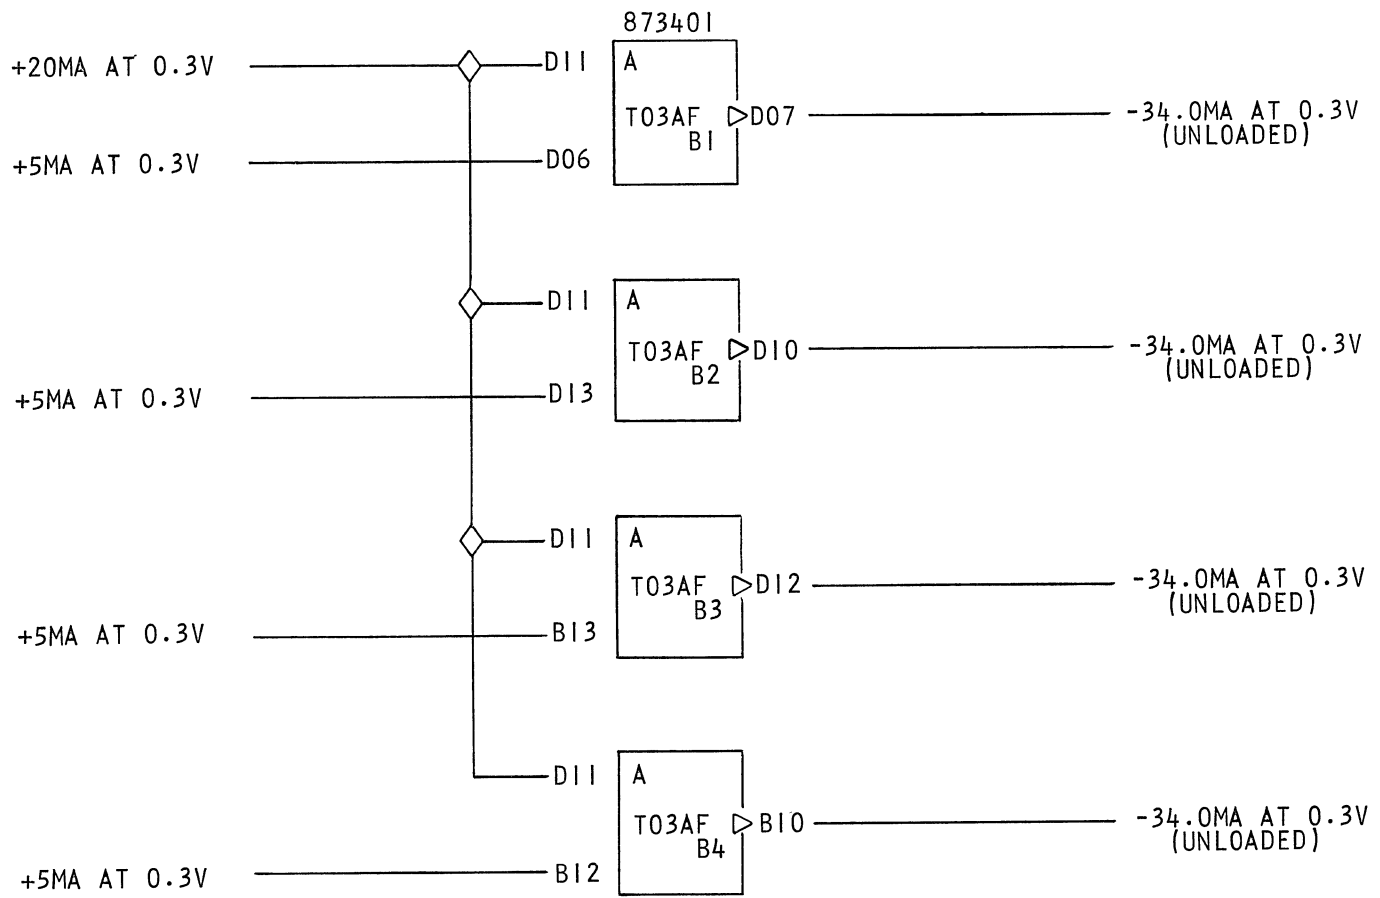 873401
+20MA AT 0.3V D11 A
T03AF D07 -34.0MA AT 0.3V
B1 (UNLOADED)
+5MA AT 0.3V D06
D11 A
T03AF D10 -34.0MA AT 0.3V
B2 (UNLOADED)
+5MA AT 0.3V D13
D11 A
T03AF D12 -34.0MA AT 0.3V
B3 (UNLOADED)
+5MA AT 0.3V B13
D11 A
T03AF B10 -34.0MA AT 0.3V
B4 (UNLOADED)
+5MA AT 0.3V B12